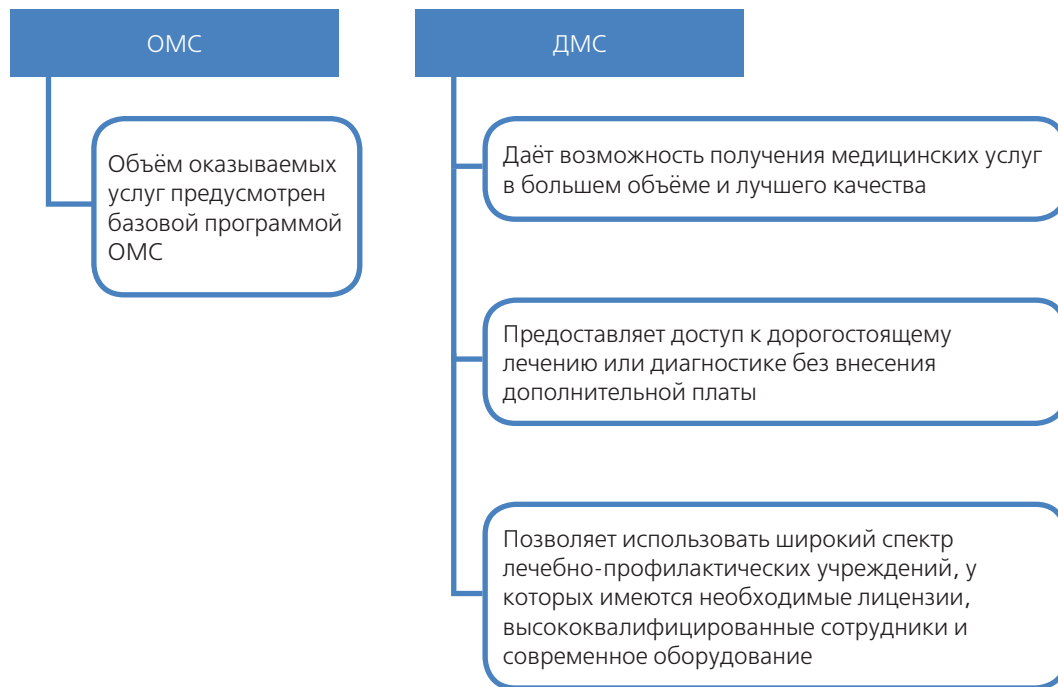 ОМС
Объём оказываемых
услуг предусмотрен
базовой программой
ОМС
ДМС
Даёт возможность получения медицинских услуг
в большем объёме и лучшего качества
Предоставляет доступ к дорогостоящему
лечению или диагностике без внесения
дополнительной платы
Позволяет использовать широкий спектр
лечебно-профилактических учреждений, у
которых имеются необходимые лицензии,
высококвалифицированные сотрудники и
современное оборудование